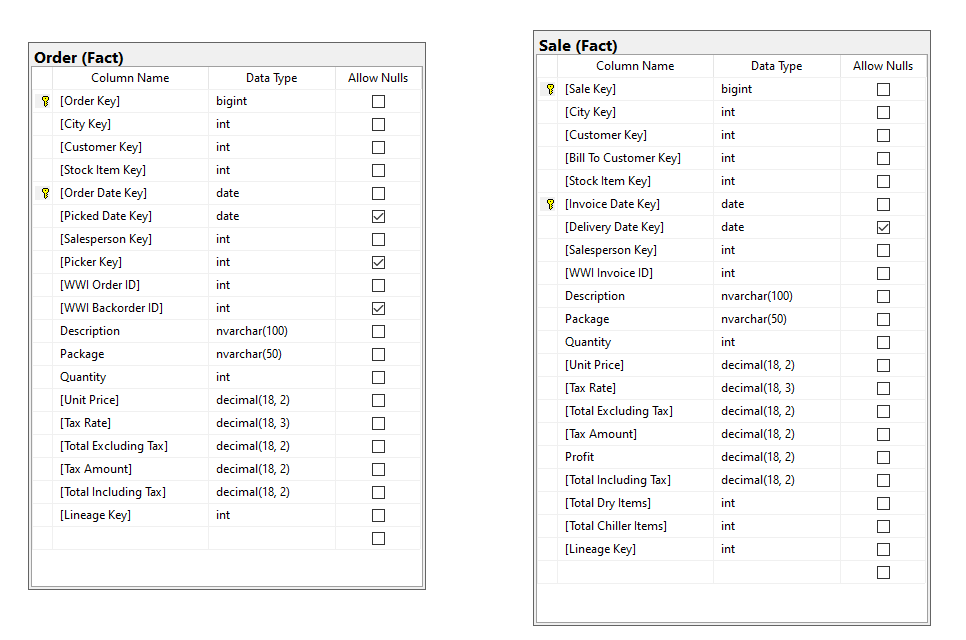 Order (Fact)
Column Name Data Type Allow Nulls
[Order Key] bigint
[City Key] int
[Customer Key] int
[Stock Item Key] int
[Order Date Key] date
[Picked Date Key] date
[Salesperson Key] int
[Picker Key] int
[WWI Order ID] int
[WWI Backorder ID] int
Description nvarchar(100)
Package nvarchar(50)
Quantity int
[Unit Price] decimal(18, 2)
[Tax Rate] decimal(18, 3)
[Total Excluding Tax] decimal(18, 2)
[Tax Amount] decimal(18, 2)
[Total Including Tax] decimal(18, 2)
[Lineage Key] int
Sale (Fact)
Column Name Data Type Allow Nulls
[Sale Key] bigint
[City Key] int
[Customer Key] int
[Bill To Customer Key] int
[Stock Item Key] int
[Invoice Date Key] date
[Delivery Date Key] date
[Salesperson Key] int
[WWI Invoice ID] int
Description nvarchar(100)
Package nvarchar(50)
Quantity int
[Unit Price] decimal(18, 2)
[Tax Rate] decimal(18, 3)
[Total Excluding Tax] decimal(18, 2)
[Tax Amount] decimal(18, 2)
Profit decimal(18, 2)
[Total Including Tax] decimal(18, 2)
[Total Dry Items] int
[Total Chiller Items] int
[Lineage Key] int